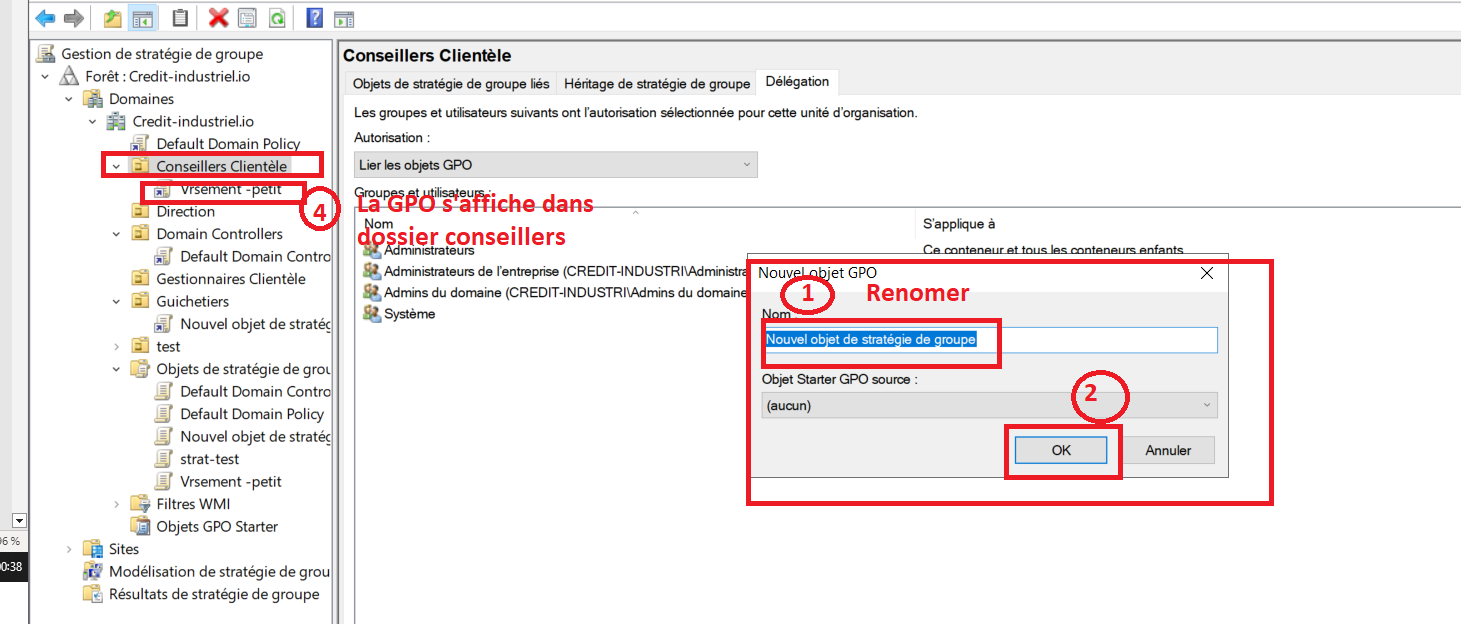 Gestion de stratégie de groupe
Forêt : Credit-industriel.io
Domaines
Credit-industriel.io
Default Domain Policy
Conseillers Clientèle
Vrsement -petit
Direction
Domain Controllers
Default Domain Contro
Gestionnaires Clientèle
Guichetiers
Nouvel objet de stratég
test
Objets de stratégie de grou
Default Domain Contro
Default Domain Policy
Nouvel objet de stratég
strat-test
Vrsement -petit
Filtres WMI
Objets GPO Starter
Sites
Modélisation de stratégie de grou
Résultats de stratégie de groupe
96 %
0:38
Conseillers Clientèle
Objets de stratégie de groupe liés
Héritage de stratégie de groupe
Délégation
Les groupes et utilisateurs suivants ont l'autorisation sélectionnée pour cette unité d'organisation.
Autorisation :
Lier les objets GPO
Groupes et utilisateurs :
4
La GPO s'affiche dans
dossier conseillers
Nom
S'applique à
Administrateurs
Ce conteneur et tous les conteneurs enfants
Administrateurs de l'entreprise (CREDIT-INDUSTRI\Administra
Admins du domaine (CREDIT-INDUSTRI\Admins du domaine
Système
Nouvel objet GPO
1
Renomer
Nom :
Nouvel objet de stratégie de groupe
Objet Starter GPO source :
2
(aucun)
OK
Annuler